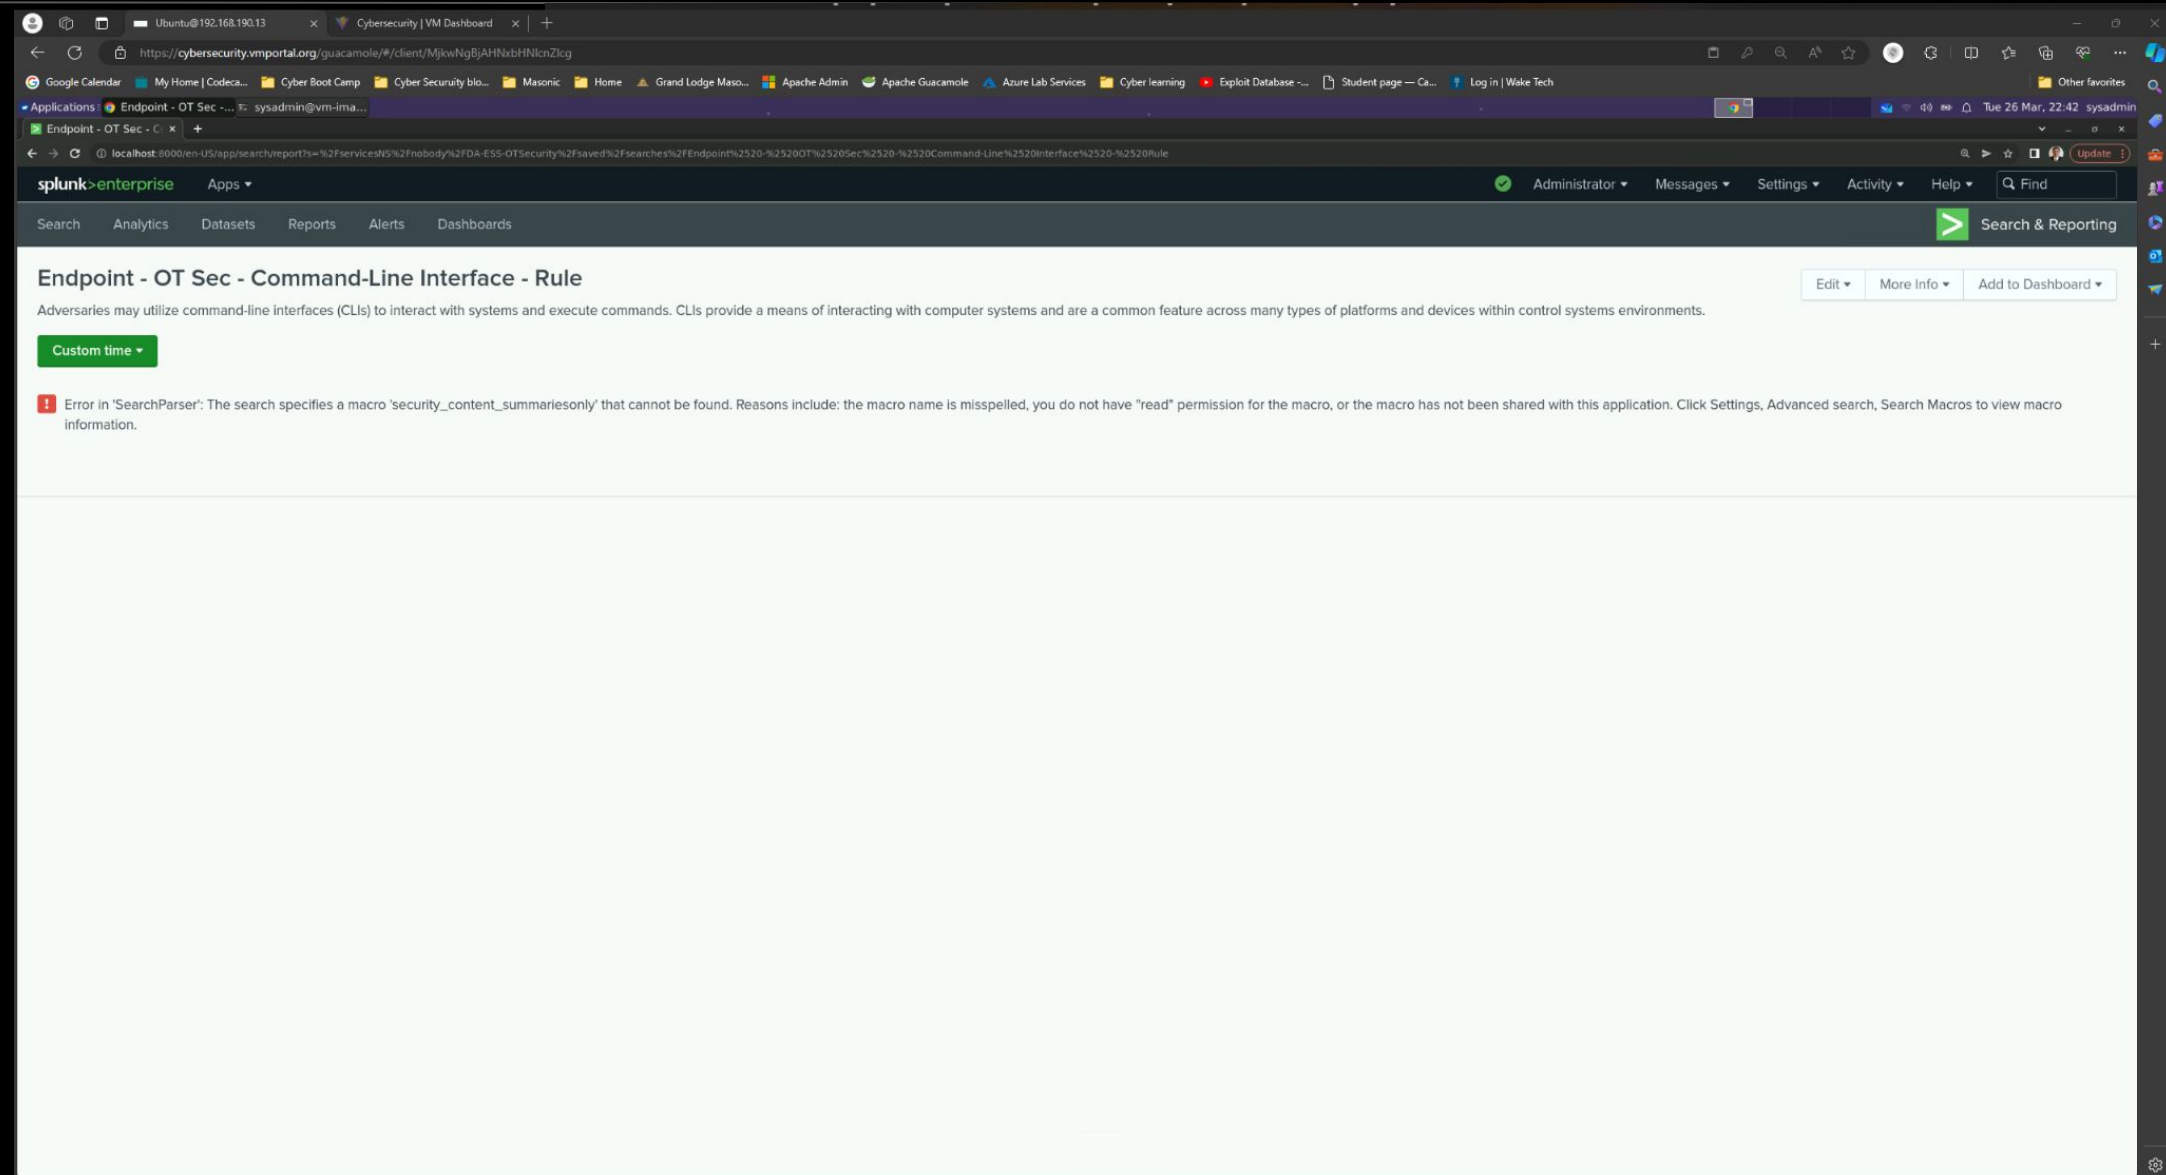 Ubuntu@192.168.190.13
Cybersecurity | VM Dashboard
https://cybersecurity.vmportal.org/guacamole/#/client/MjkwNgBjAHNxbHNlcnZlcg
Google Calendar My Home | Codeca... Cyber Boot Camp Cyber Securuity blo... Masonic Home Grand Lodge Maso... Apache Admin Apache Guacamole Azure Lab Services Cyber learning Exploit Database -... Student page — Ca... Log in | Wake Tech Other favorites
Applications Endpoint - OT Sec -... sysadmin@vm-ima... Tue 26 Mar, 22:42 sysadmin
Endpoint - OT Sec - C
localhost:8000/en-US/app/search/report?s=%2FservicesNS%2Fnobody%2FDA-ESS-OTSecurity%2Fsaved%2Fsearches%2FEndpoint%2520-%2520OT%2520Sec%2520-%2520Command-Line%2520Interface%2520-%2520Rule Update
splunk>enterprise Apps Administrator Messages Settings Activity Help Find
Search Analytics Datasets Reports Alerts Dashboards Search & Reporting
Endpoint - OT Sec - Command-Line Interface - Rule
Edit More Info Add to Dashboard
Adversaries may utilize command-line interfaces (CLIs) to interact with systems and execute commands. CLIs provide a means of interacting with computer systems and are a common feature across many types of platforms and devices within control systems environments.
Custom time
Error in 'SearchParser': The search specifies a macro 'security_content_summariesonly' that cannot be found. Reasons include: the macro name is misspelled, you do not have "read" permission for the macro, or the macro has not been shared with this application. Click Settings, Advanced search, Search Macros to view macro
information.